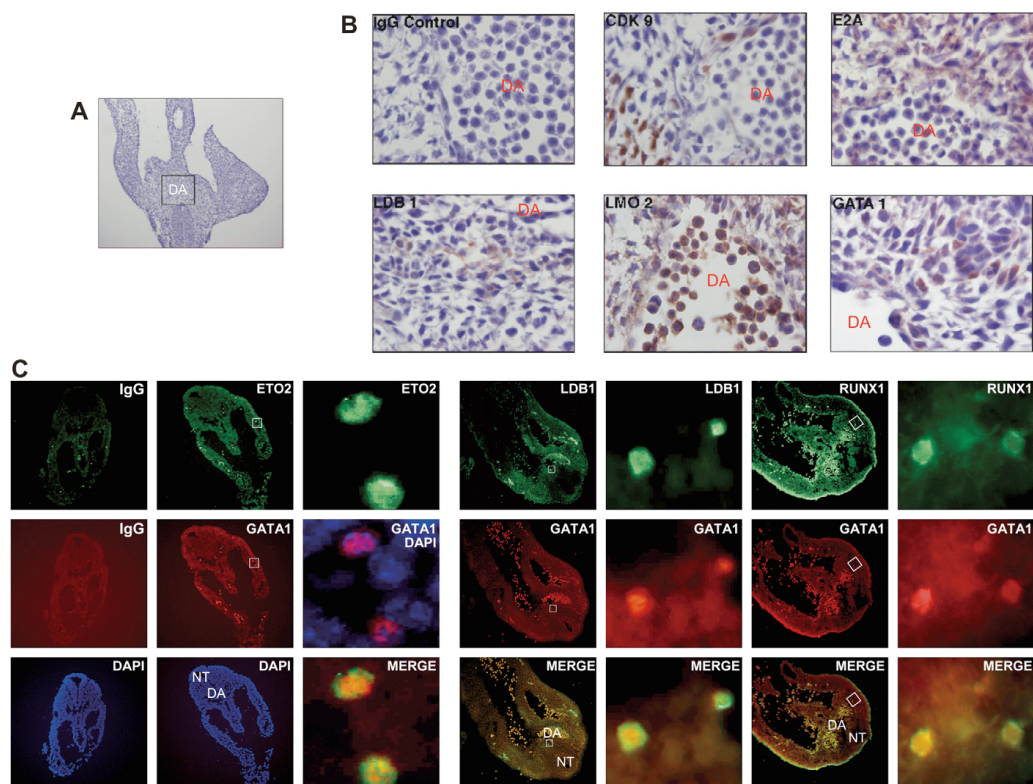 A
DA
B
IgG Control
DA
CDK 9
DA
E2A
DA
LDB 1
DA
LMO 2
DA
GATA 1
DA
C
IgG
ETO2
ETO2
LDB1
LDB1
RUNX1
RUNX1
IgG
GATA1
GATA1
DAPI
GATA1
GATA1
GATA1
GATA1
DAPI
DAPI
NT
DA
MERGE
MERGE
DA
NT
MERGE
MERGE
DA
NT
MERGE